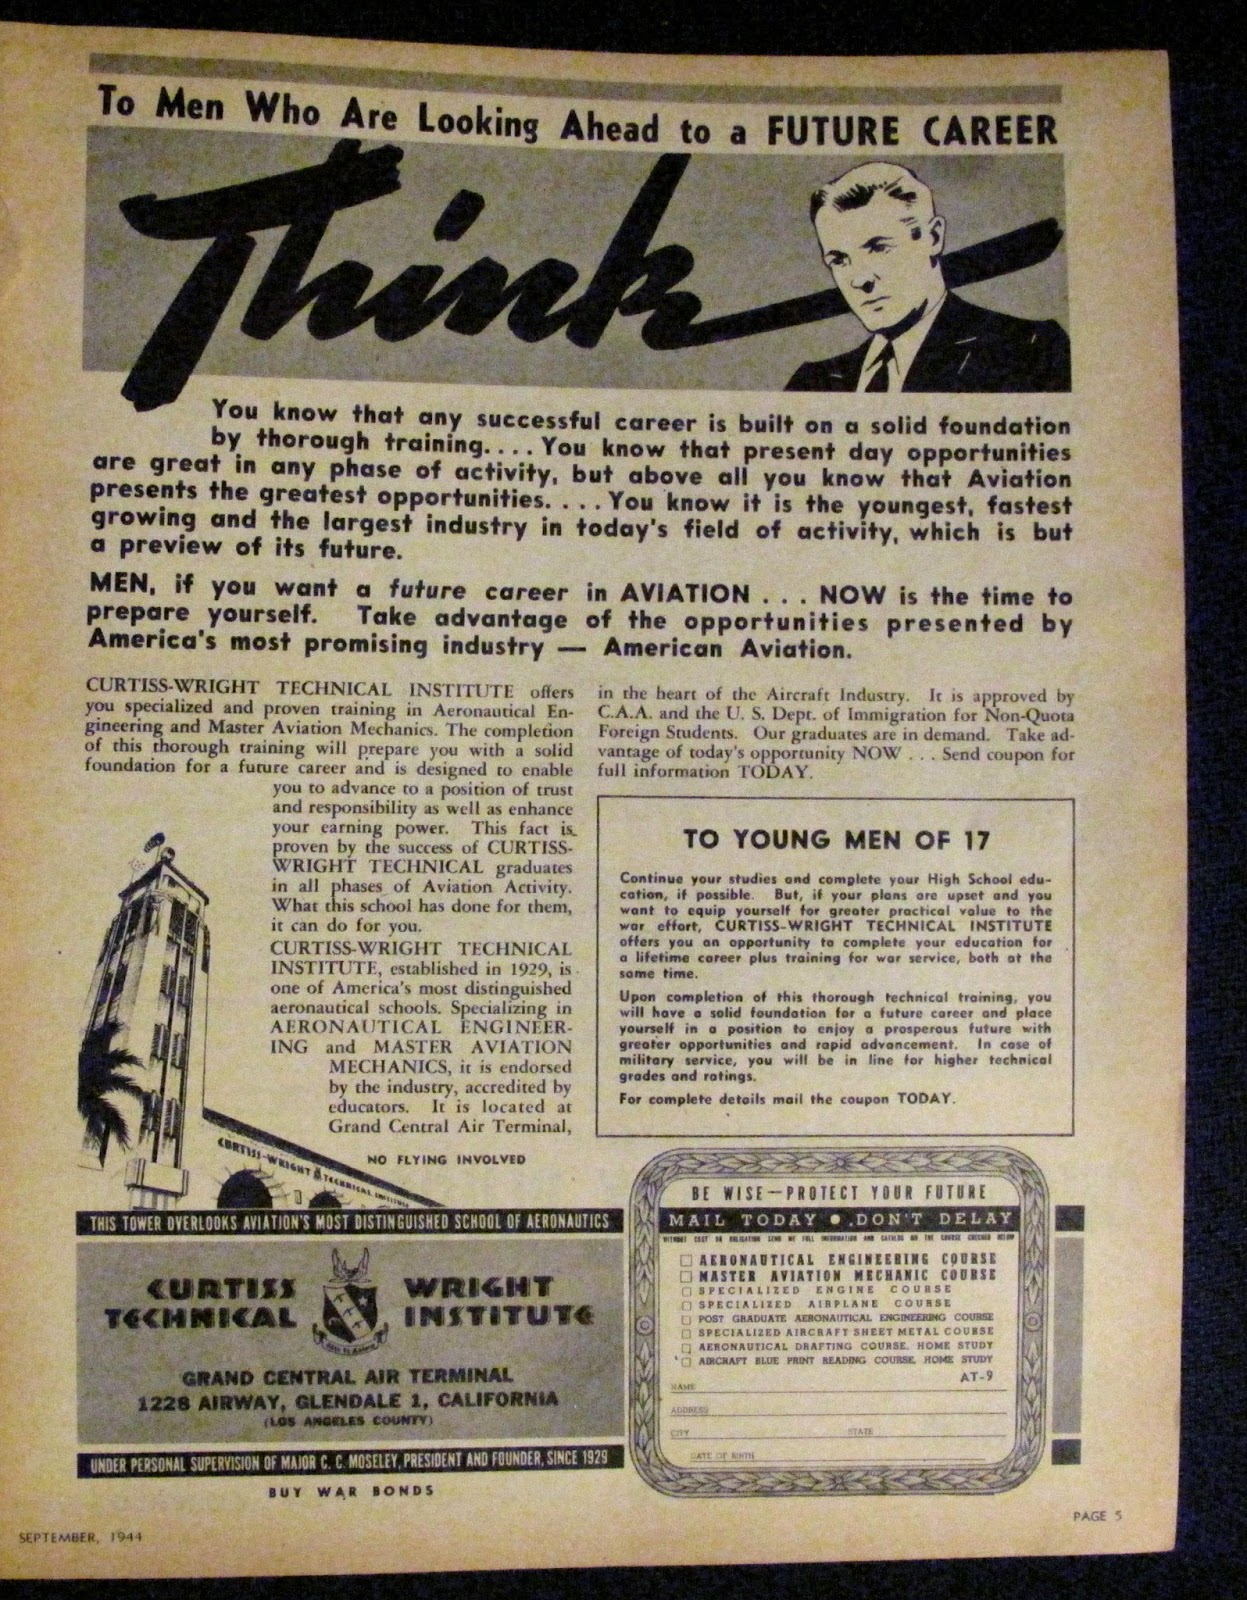 To Men Who Are Looking Ahead to a FUTURE CAREER
Think
You know that any successful career is built on a solid foundation
by thorough training.... You know that present day opportunities
are great in any phase of activity, but above all you know that Aviation
presents the greatest opportunities. . . . You know it is the youngest, fastest
growing and the largest industry in today's field of activity, which is but
a preview of its future.
MEN, if you want a future career in AVIATION . . . NOW is the time to
prepare yourself. Take advantage of the opportunities presented by
America's most promising industry — American Aviation.
CURTISS-WRIGHT TECHNICAL INSTITUTE offers
you specialized and proven training in Aeronautical En-
gineering and Master Aviation Mechanics. The completion
of this thorough training will prepare you with a solid
foundation for a future career and is designed to enable
you to advance to a position of trust
and responsibility as well as enhance
your earning power. This fact is
proven by the success of CURTISS-
WRIGHT TECHNICAL graduates
in all phases of Aviation Activity.
What this school has done for them,
it can do for you.
CURTISS-WRIGHT TECHNICAL
INSTITUTE, established in 1929, is
one of America's most distinguished
aeronautical schools. Specializing in
AERONAUTICAL ENGINEER-
ING and MASTER AVIATION
MECHANICS, it is endorsed
by the industry, accredited by
educators. It is located at
Grand Central Air Terminal,
in the heart of the Aircraft Industry. It is approved by
C.A.A. and the U. S. Dept. of Immigration for Non-Quota
Foreign Students. Our graduates are in demand. Take ad-
vantage of today's opportunity NOW . . . Send coupon for
full information TODAY.
TO YOUNG MEN OF 17
Continue your studies and complete your High School edu-
cation, if possible. But, if your plans are upset and you
want to equip yourself for greater practical value to the
war effort, CURTISS-WRIGHT TECHNICAL INSTITUTE
offers you an opportunity to complete your education for
a lifetime career plus training for war service, both at the
same time.
Upon completion of this thorough technical training, you
will have a solid foundation for a future career and place
yourself in a position to enjoy a prosperous future with
greater opportunities and rapid advancement. In case of
military service, you will be in line for higher technical
grades and ratings.
For complete details mail the coupon TODAY.
CURTISS-WRIGHT TECHNICAL INSTITUTE
NO FLYING INVOLVED
THIS TOWER OVERLOOKS AVIATION'S MOST DISTINGUISHED SCHOOL OF AERONAUTICS
CURTISS WRIGHT
TECHNICAL INSTITUTE
GRAND CENTRAL AIR TERMINAL
1228 AIRWAY, GLENDALE 1, CALIFORNIA
(LOS ANGELES COUNTY)
UNDER PERSONAL SUPERVISION OF MAJOR C. C. MOSELEY, PRESIDENT AND FOUNDER, SINCE 1929
BUY WAR BONDS
BE WISE—PROTECT YOUR FUTURE
MAIL TODAY • DON'T DELAY
WITHOUT COST OR OBLIGATION SEND ME FULL INFORMATION AND CATALOG ON THE COURSE CHECKED BELOW
AERONAUTICAL ENGINEERING COURSE
MASTER AVIATION MECHANIC COURSE
SPECIALIZED ENGINE COURSE
SPECIALIZED AIRPLANE COURSE
POST GRADUATE AERONAUTICAL ENGINEERING COURSE
SPECIALIZED AIRCRAFT SHEET METAL COURSE
AERONAUTICAL DRAFTING COURSE, HOME STUDY
AIRCRAFT BLUE PRINT READING COURSE, HOME STUDY
AT-9
NAME
ADDRESS
CITY STATE
DATE OF BIRTH
PAGE 5
SEPTEMBER, 1944